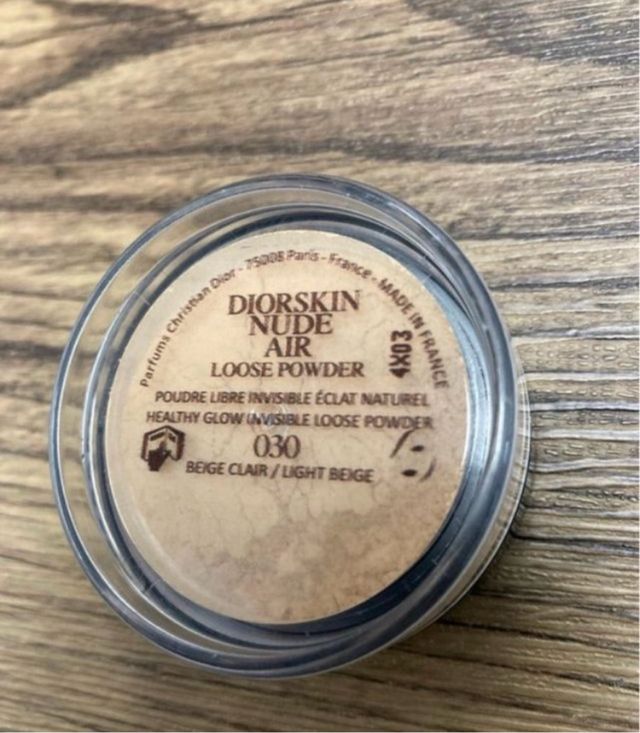 Parfums Christian Dior - 75008 Paris - France - MADE IN FRANCE
DIORSKIN
NUDE
AIR
LOOSE POWDER
4X03
POUDRE LIBRE INVISIBLE ÉCLAT NATUREL
HEALTHY GLOW INVISIBLE LOOSE POWDER
030
BEIGE CLAIR / LIGHT BEIGE